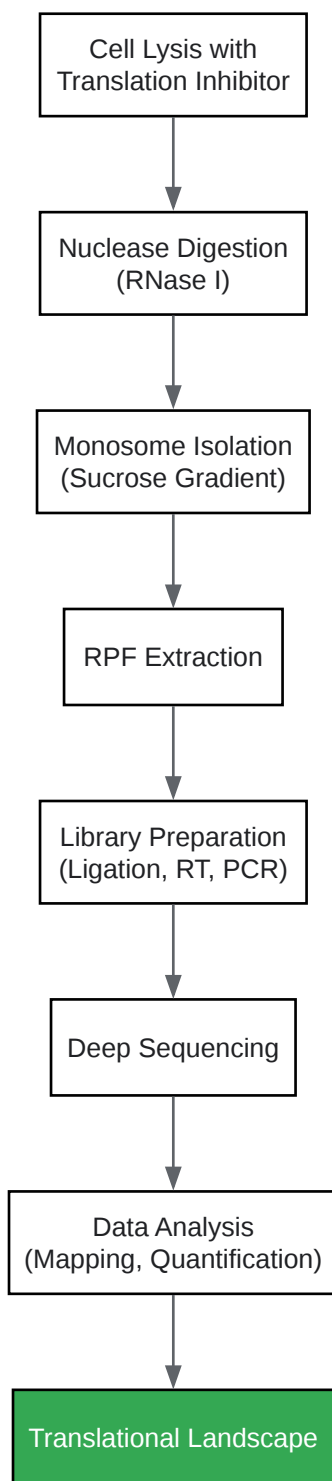 Cell Lysis with
Translation Inhibitor
Nuclease Digestion
(RNase I)
Monosome Isolation
(Sucrose Gradient)
RPF Extraction
Library Preparation
(Ligation, RT, PCR)
Deep Sequencing
Data Analysis
(Mapping, Quantification)
Translational Landscape